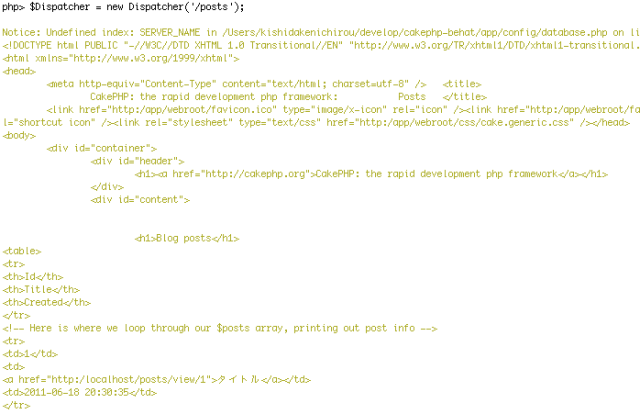 php> $Dispatcher = new Dispatcher('/posts');
Notice: Undefined index: SERVER_NAME in /Users/kishidakenichirou/develop/cakephp-behat/app/config/database.php on li
<!DOCTYPE html PUBLIC "-//W3C//DTD XHTML 1.0 Transitional//EN" "http://www.w3.org/TR/xhtml1/DTD/xhtml1-transitional.
<html xmlns="http://www.w3.org/1999/xhtml">
<head>
<meta http-equiv="Content-Type" content="text/html; charset=utf-8" /> <title>
CakePHP: the rapid development php framework: Posts </title>
<link href="http:/app/webroot/favicon.ico" type="image/x-icon" rel="icon" /><link href="http:/app/webroot/fa
l="shortcut icon" /><link rel="stylesheet" type="text/css" href="http:/app/webroot/css/cake.generic.css" /></head>
<body>
<div id="container">
<div id="header">
<h1><a href="http://cakephp.org">CakePHP: the rapid development php framework</a></h1>
</div>
<div id="content">
<h1>Blog posts</h1>
<table>
<tr>
<th>Id</th>
<th>Title</th>
<th>Created</th>
</tr>
<!-- Here is where we loop through our $posts array, printing out post info -->
<tr>
<td>1</td>
<td>
<a href="http:/localhost/posts/view/1">タイトル</a></td>
<td>2011-06-18 20:30:35</td>
</tr>